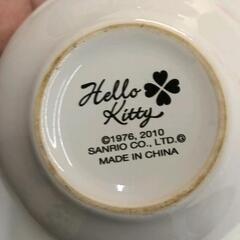 Hello
Kitty
©1976, 2010
SANRIO CO., LTD.®
MADE IN CHINA